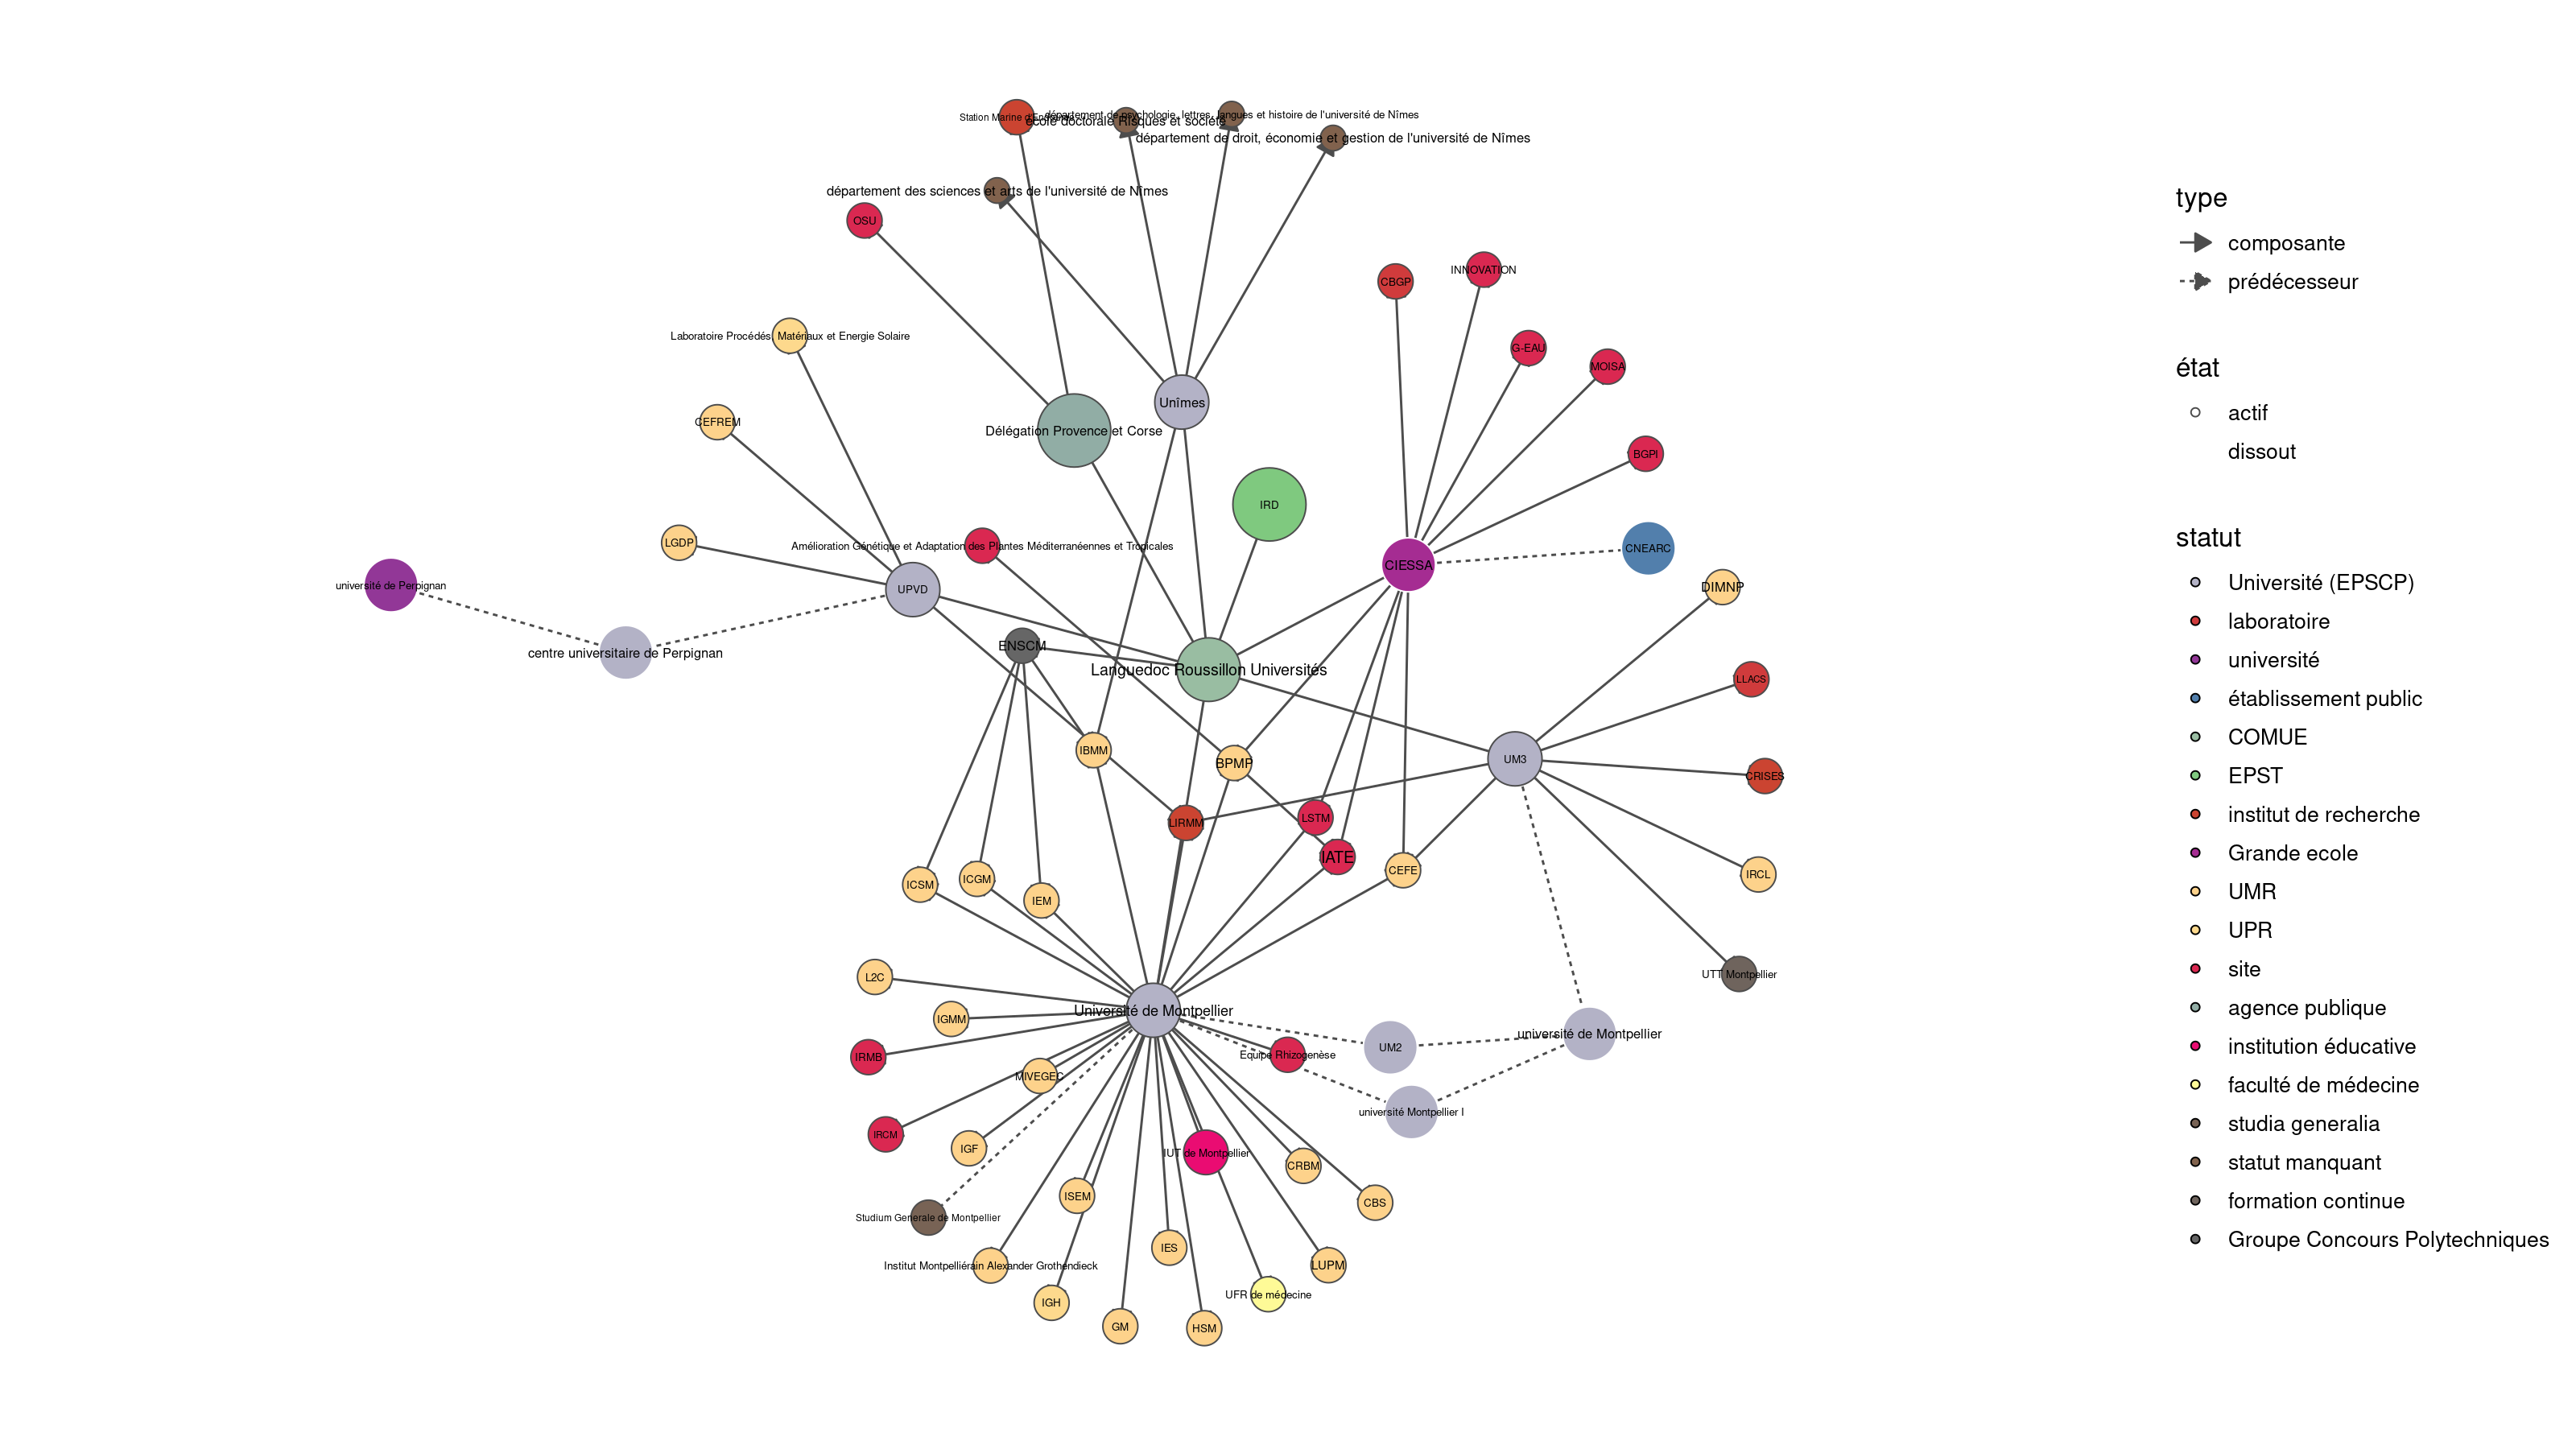 Station Marine d'Endoume
département de psychologie, lettres, langues et histoire de l'université de Nîmes
école doctorale Risques et société
département de droit, économie et gestion de l'université de Nîmes
département des sciences et arts de l'université de Nîmes
OSU
CBGP
INNOVATION
Laboratoire Procédés, Matériaux et Energie Solaire
G-EAU
MOISA
Unîmes
CEFREM
Délégation Provence et Corse
BGPI
IRD
LGDP
Amélioration Génétique et Adaptation des Plantes Méditerranéennes et Tropicales
CNEARC
CIESSA
université de Perpignan
UPVD
DIMNP
ENSCM
centre universitaire de Perpignan
Languedoc Roussillon Universités
LLACS
IBMM
BPMP
UM3
CRISES
LIRMM
LSTM
IATE
CEFE
IRCL
ICSM
ICGM
IEM
L2C
UTT Montpellier
Université de Montpellier
IGMM
université de Montpellier
UM2
IRMB
Equipe Rhizogenèse
MIVEGEC
université Montpellier I
IRCM
IGF
IUT de Montpellier
CRBM
ISEM
CBS
Studium Generale de Montpellier
IES
Institut Montpelliérain Alexander Grothendieck
LUPM
UFR de médecine
IGH
GM
HSM
type
composante
prédécesseur
état
actif
dissout
statut
Université (EPSCP)
laboratoire
université
établissement public
COMUE
EPST
institut de recherche
Grande ecole
UMR
UPR
site
agence publique
institution éducative
faculté de médecine
studia generalia
statut manquant
formation continue
Groupe Concours Polytechniques